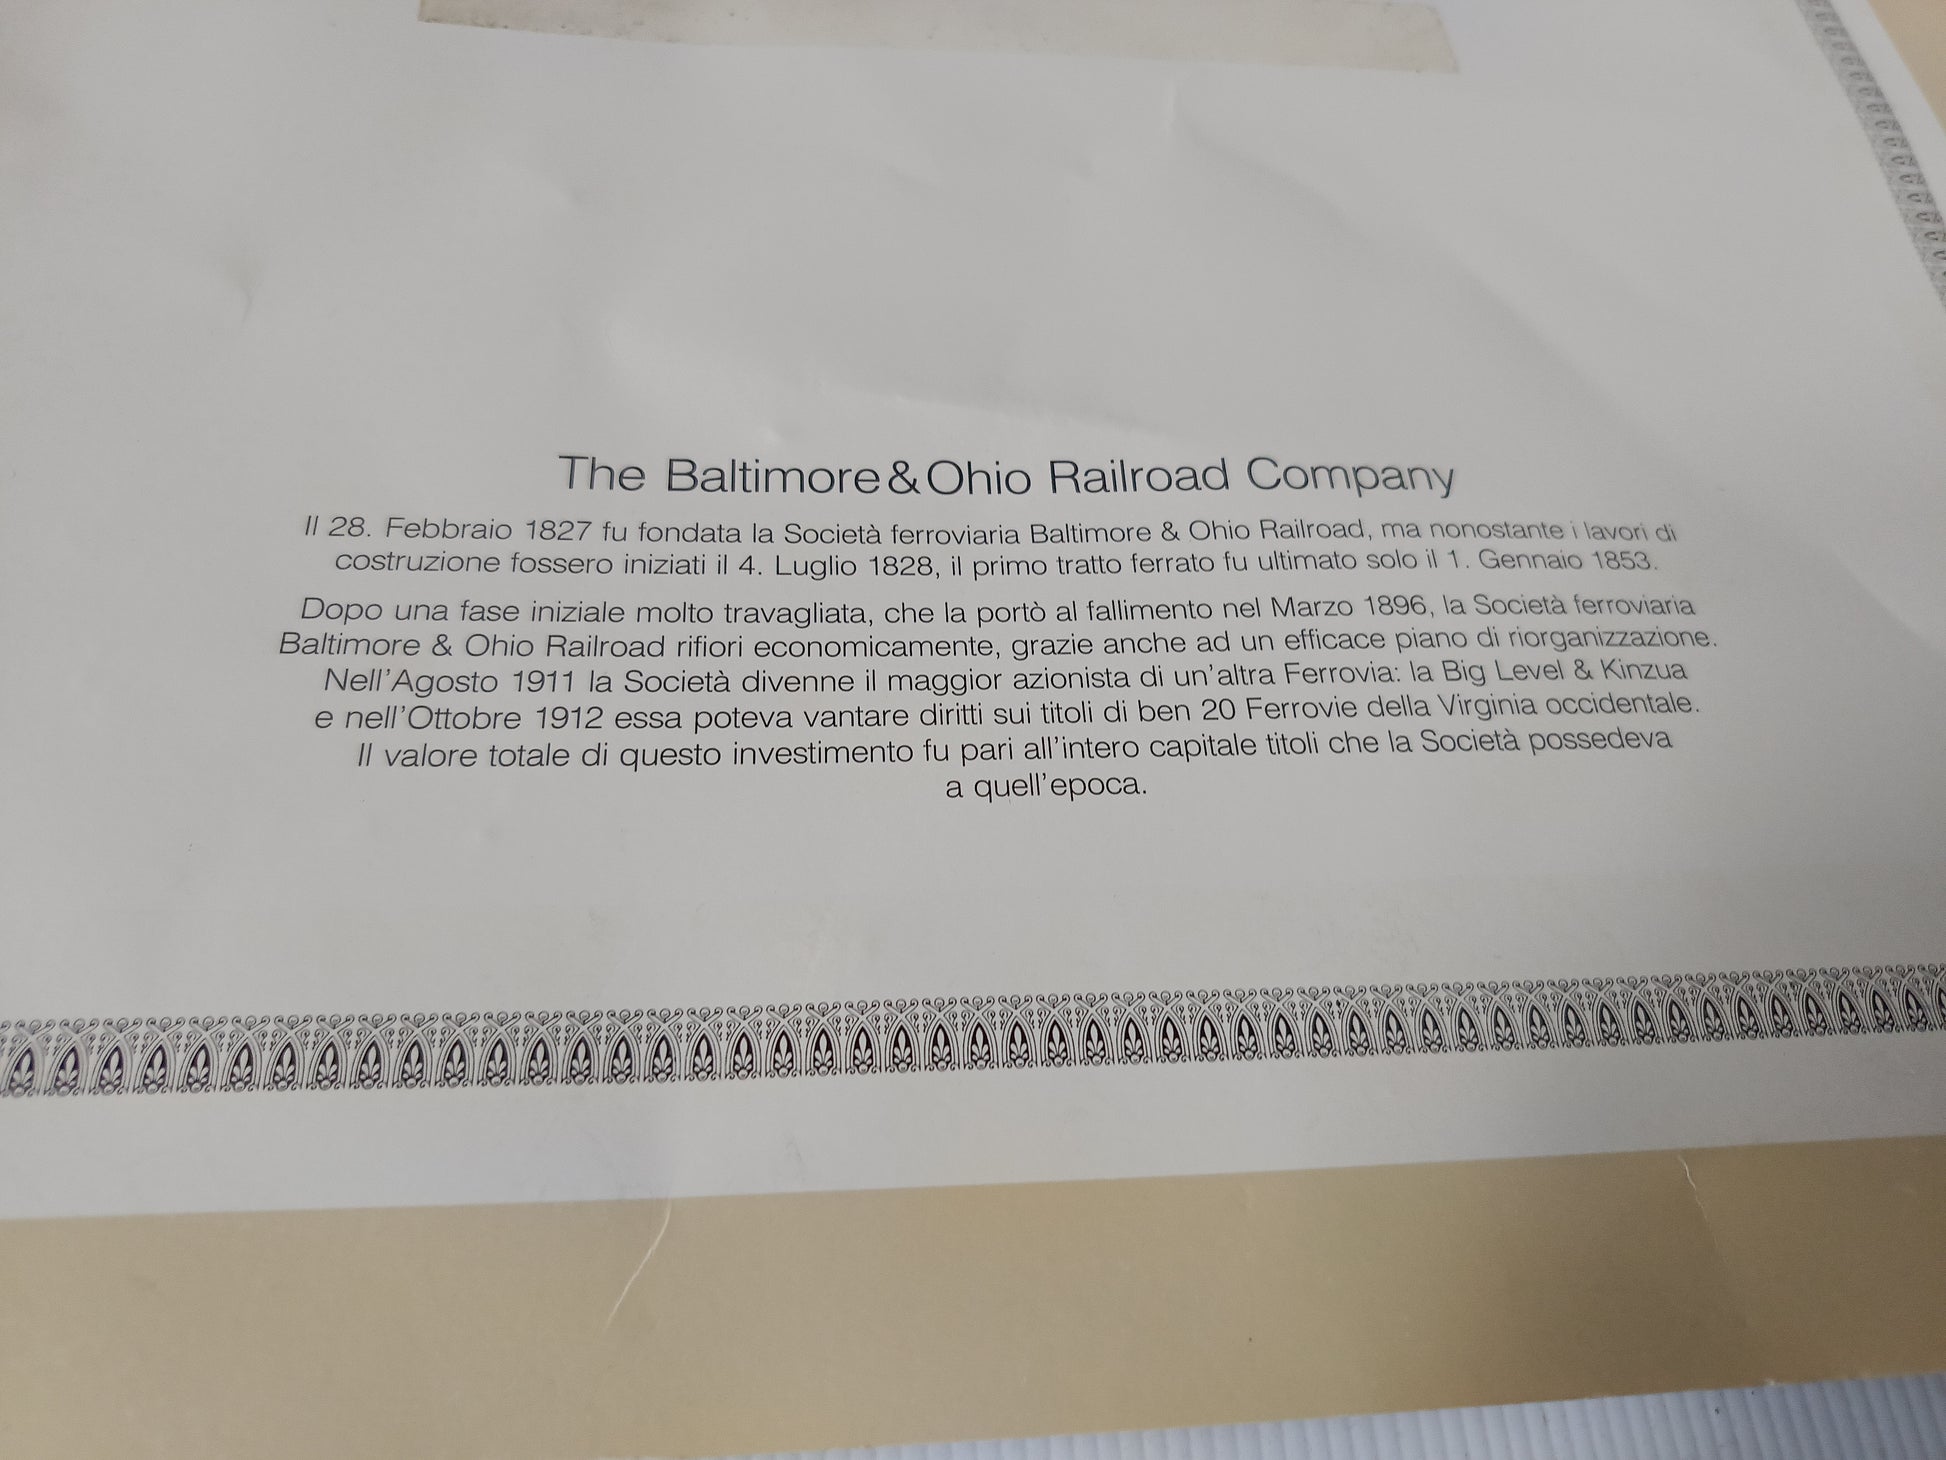 The Baltimore & Ohio Railroad Company
Il 28. Febbraio 1827 fu fondata la Società ferroviaria Baltimore & Ohio Railroad, ma nonostante i lavori di
costruzione fossero iniziati il 4. Luglio 1828, il primo tratto ferrato fu ultimato solo il 1. Gennaio 1853.
Dopo una fase iniziale molto travagliata, che la portò al fallimento nel Marzo 1896, la Società ferroviaria
Baltimore & Ohio Railroad rifiori economicamente, grazie anche ad un efficace piano di riorganizzazione.
Nell'Agosto 1911 la Società divenne il maggior azionista di un'altra Ferrovia: la Big Level & Kinzua
e nell'Ottobre 1912 essa poteva vantare diritti sui titoli di ben 20 Ferrovie della Virginia occidentale.
Il valore totale di questo investimento fu pari all'intero capitale titoli che la Società possedeva
a quell'epoca.